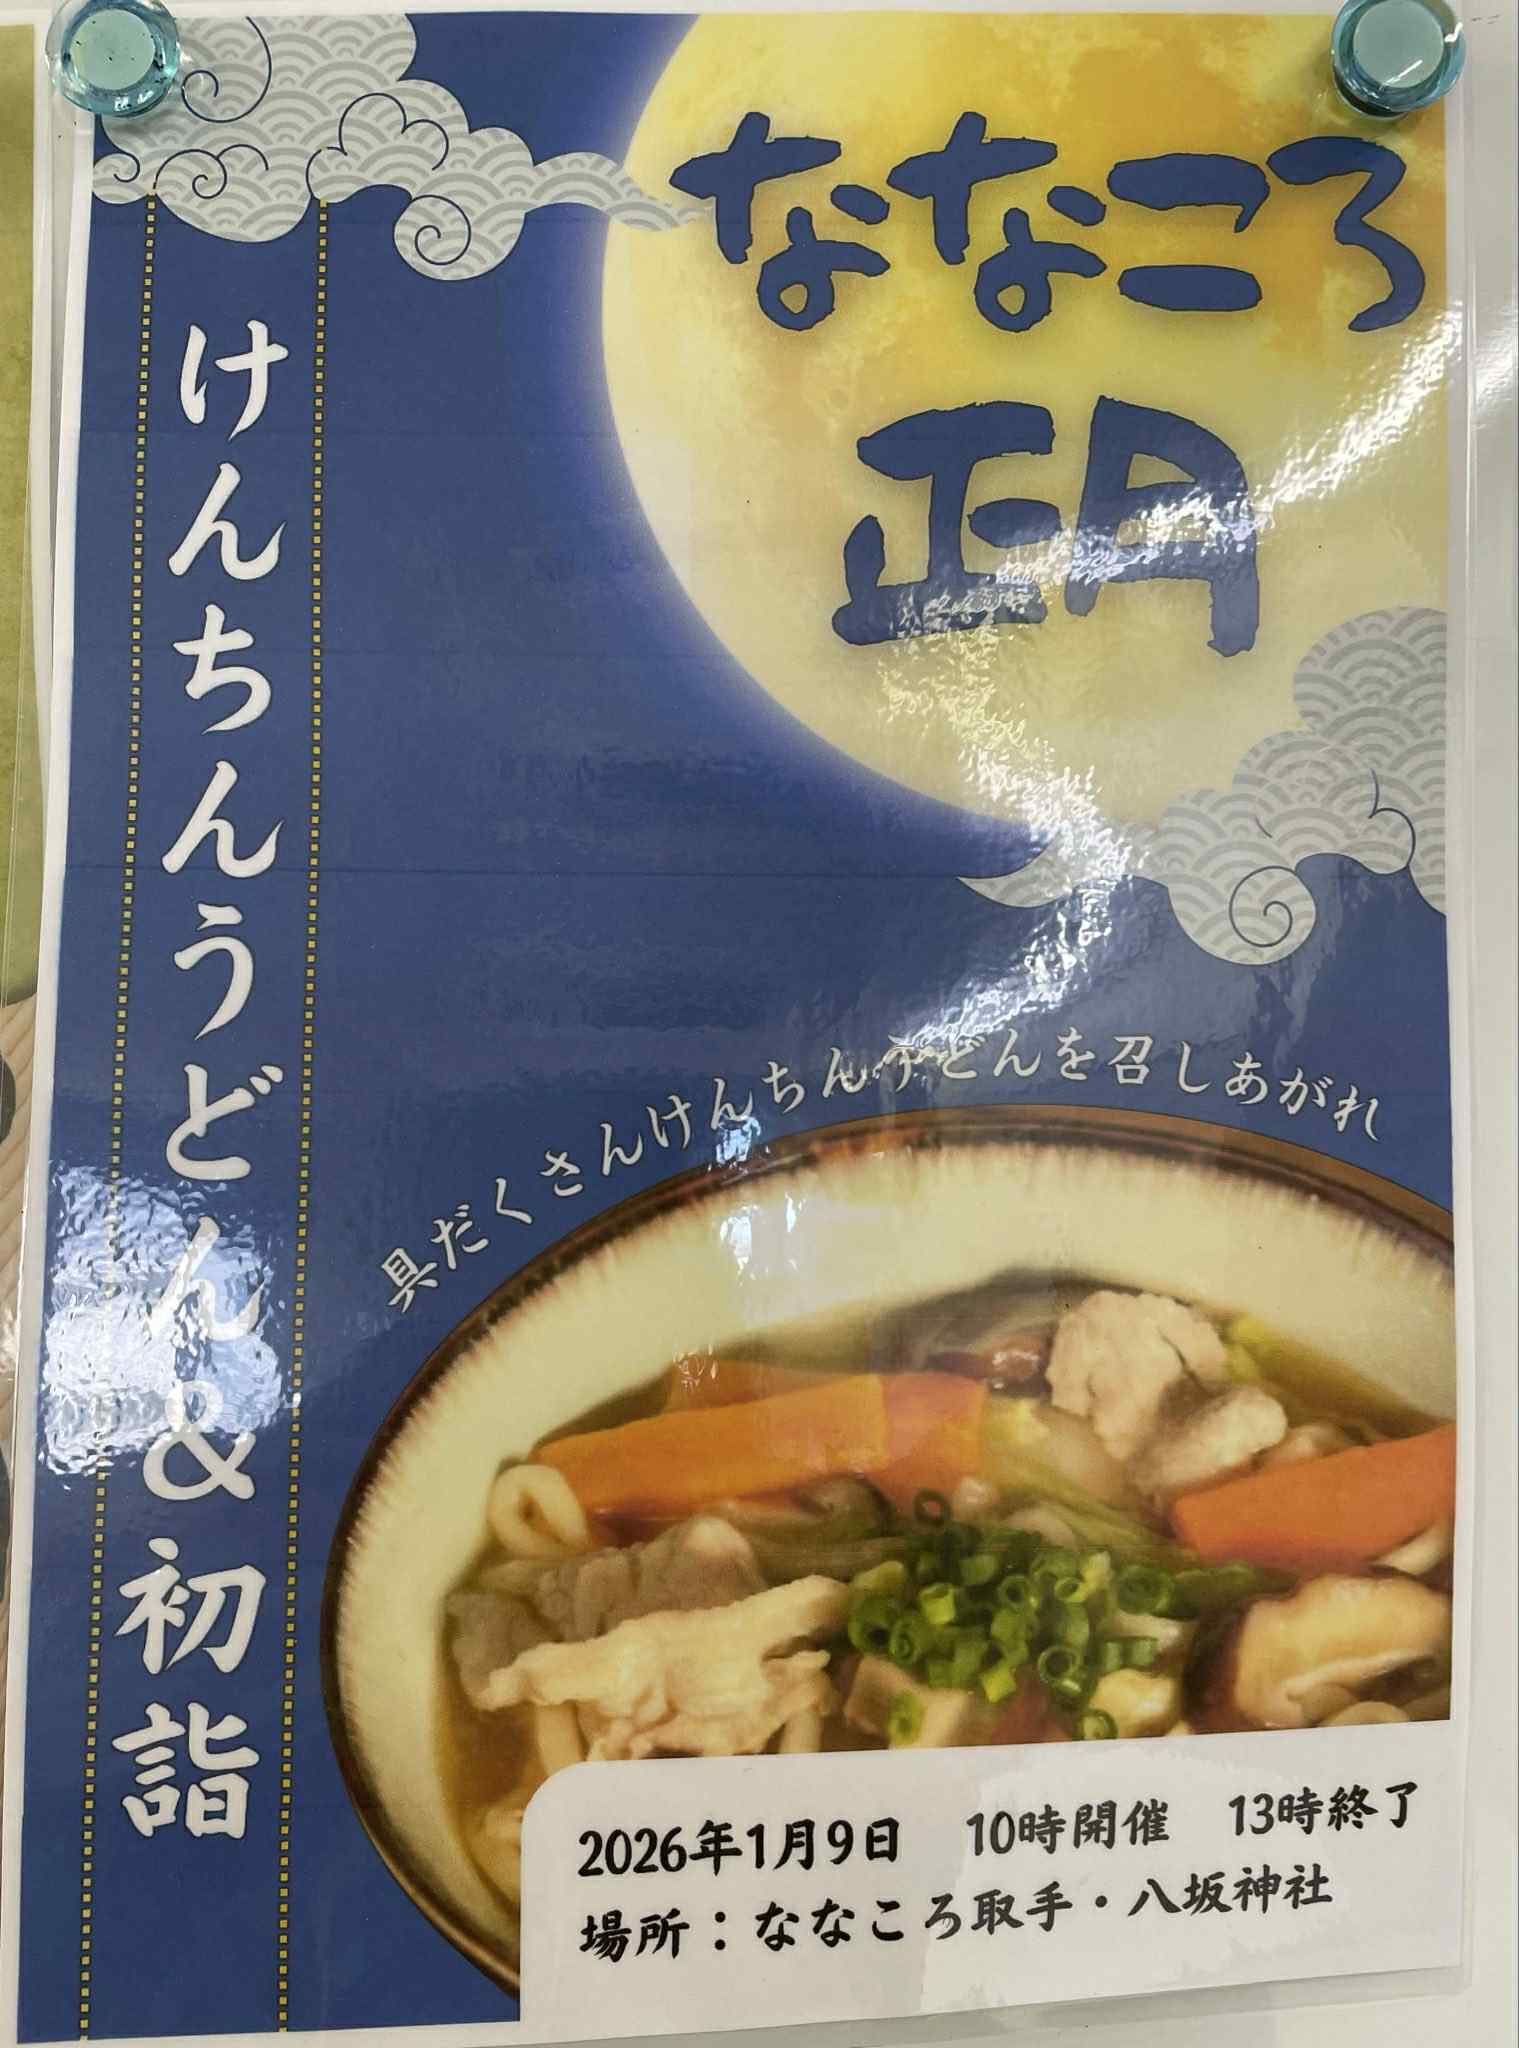 ななころ
正月
けんちんうどん&初詣
具だくさんけんちんうどんを召しあがれ
2026年1月9日 10時開催 13時終了
場所：ななころ取手・八坂神社